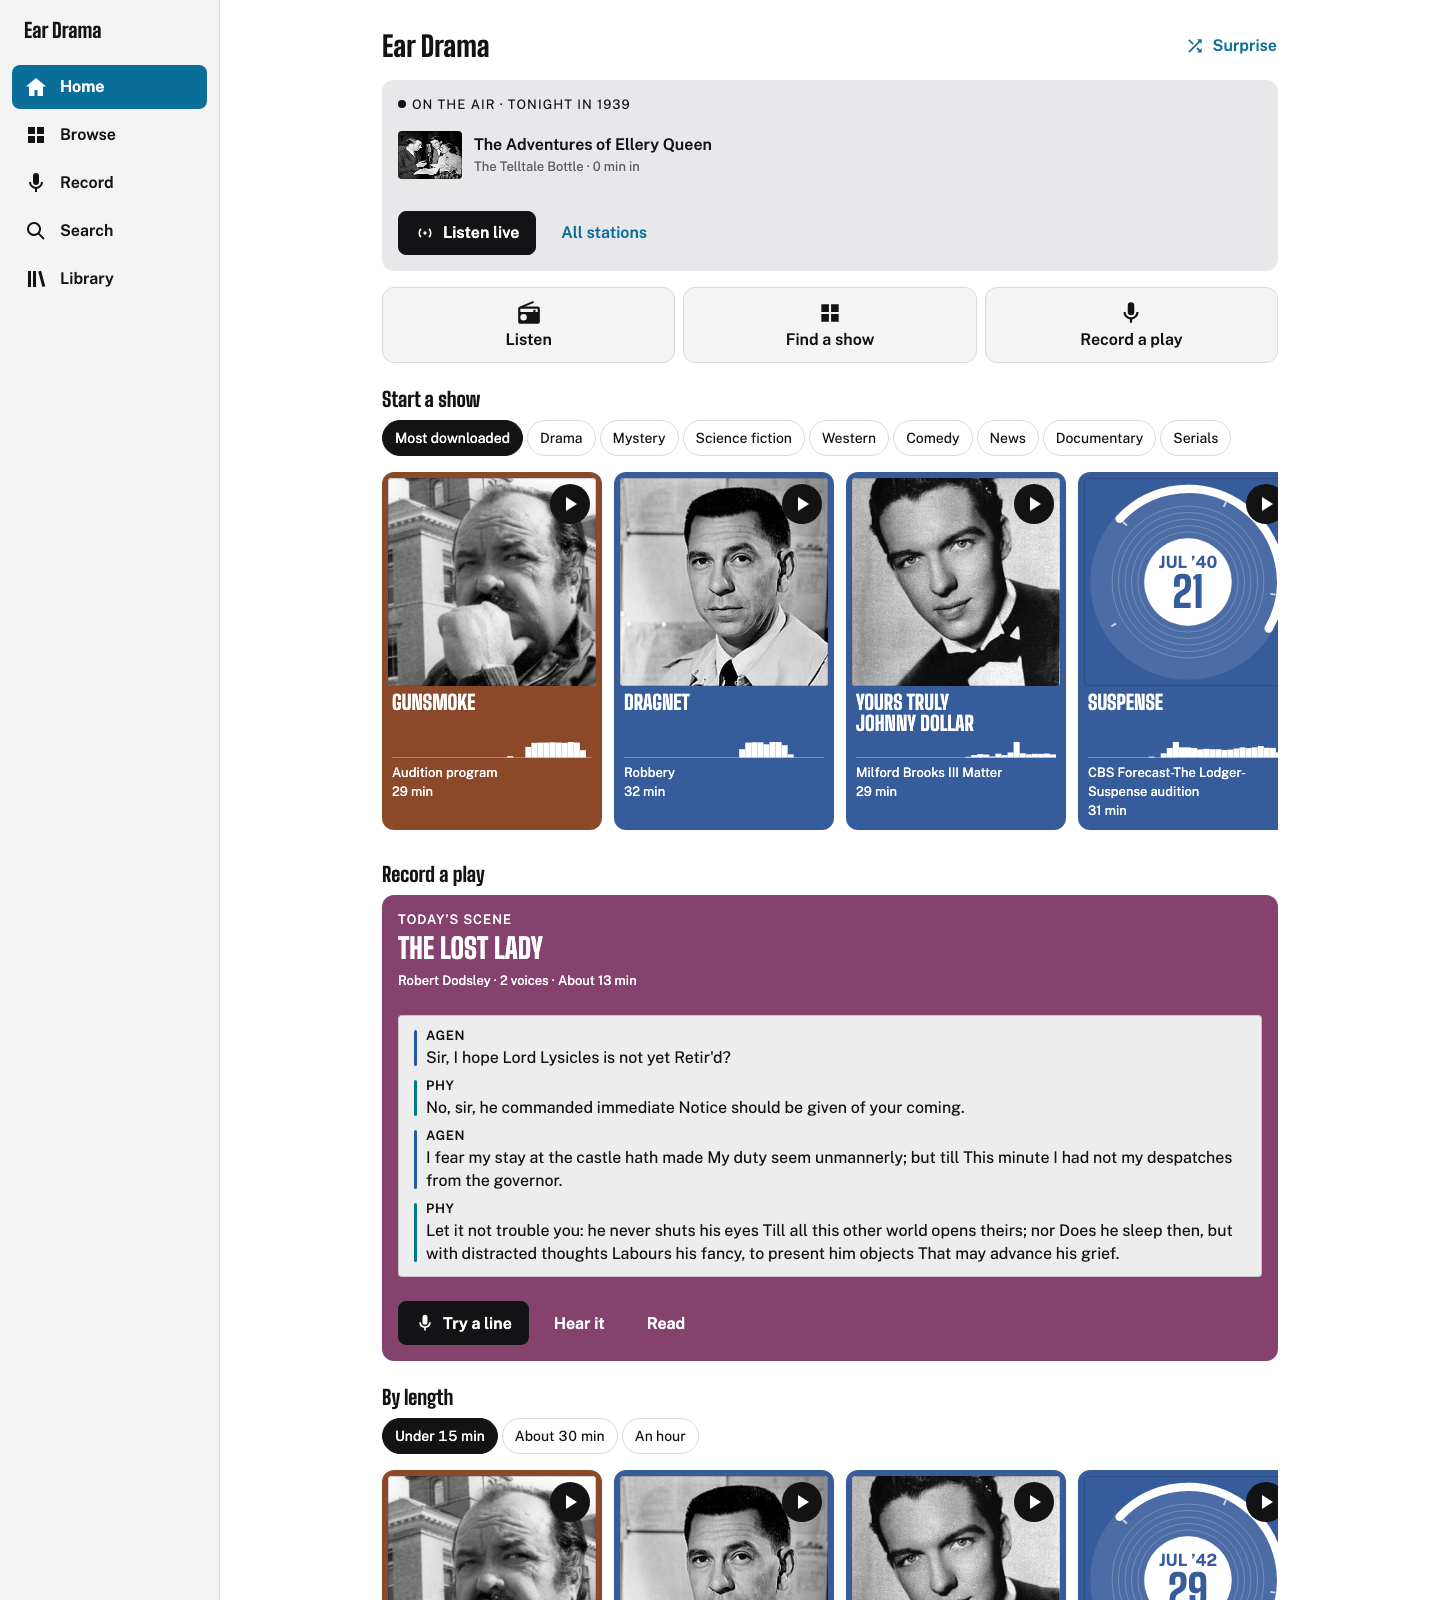 Ear Drama
Home
Browse
Record
Search
Library
Ear Drama
Surprise
ON THE AIR · TONIGHT IN 1939
The Adventures of Ellery Queen
The Telltale Bottle · 0 min in
Listen live
All stations
Listen
Find a show
Record a play
Start a show
Most downloaded
Drama
Mystery
Science fiction
Western
Comedy
News
Documentary
Serials
GUNSMOKE
Audition program
29 min
DRAGNET
Robbery
32 min
YOURS TRULY
JOHNNY DOLLAR
Milford Brooks III Matter
29 min
JUL ’40
21
SUSPENSE
CBS Forecast-The Lodger-
Suspense audition
31 min
Record a play
TODAY’S SCENE
THE LOST LADY
Robert Dodsley · 2 voices · About 13 min
AGEN
Sir, I hope Lord Lysicles is not yet Retir'd?
PHY
No, sir, he commanded immediate Notice should be given of your coming.
AGEN
I fear my stay at the castle hath made My duty seem unmannerly; but till This minute I had not my despatches
from the governor.
PHY
Let it not trouble you: he never shuts his eyes Till all this other world opens theirs; nor Does he sleep then, but
with distracted thoughts Labours his fancy, to present him objects That may advance his grief.
Try a line
Hear it
Read
By length
Under 15 min
About 30 min
An hour
JUL ’42
29